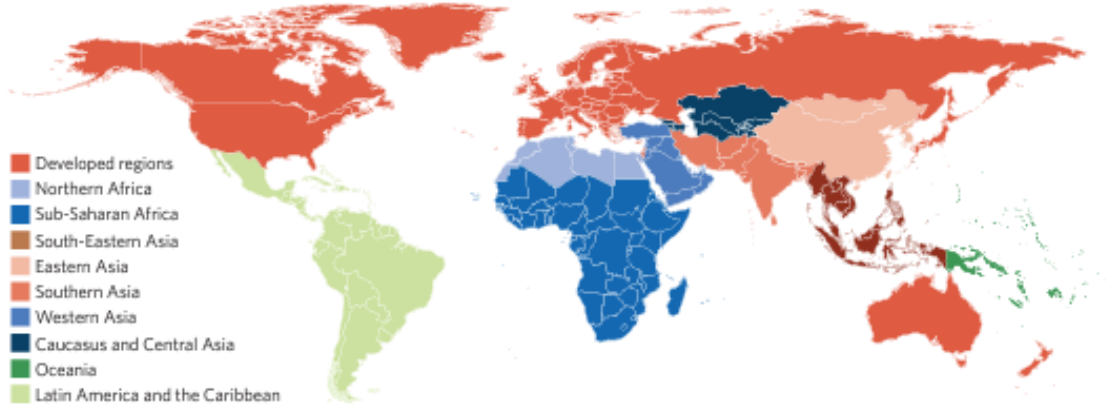 Developed regions
Northern Africa
Sub-Saharan Africa
South-Eastern Asia
Eastern Asia
Southern Asia
Western Asia
Caucasus and Central Asia
Oceania
Latin America and the Caribbean